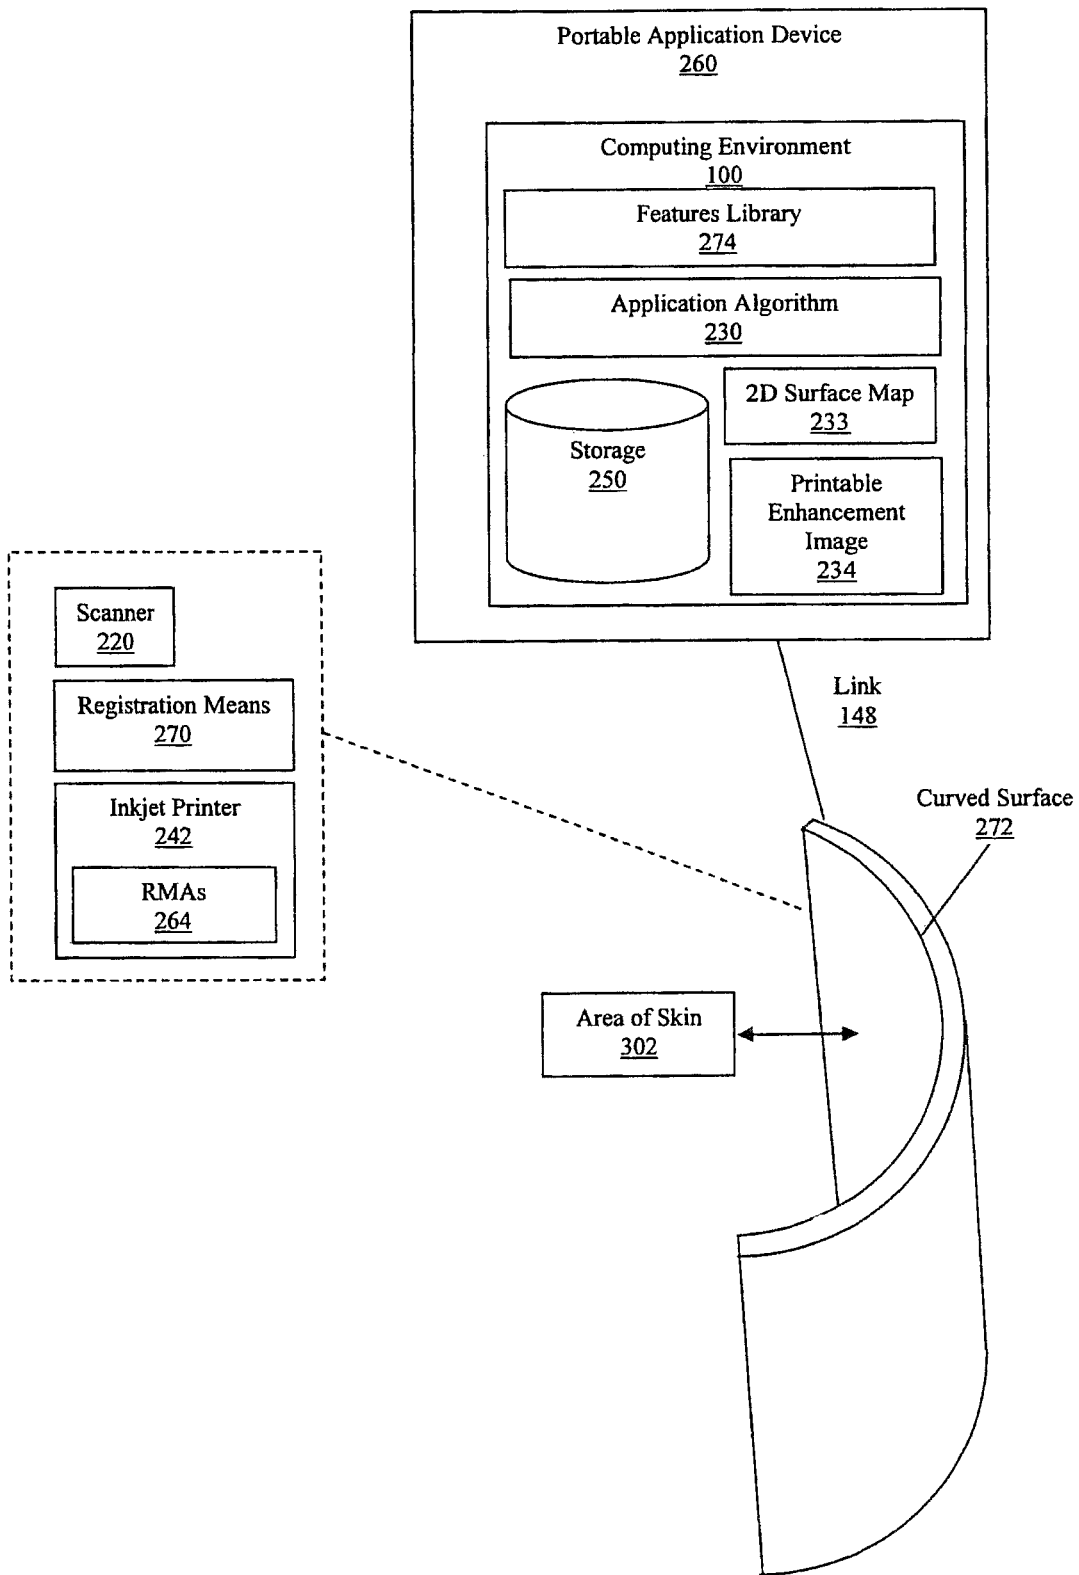 Portable Application Device
260
Computing Environment
100
Features Library
274
Application Algorithm
230
2D Surface Map
233
Storage
250
Printable
Enhancement
Image
234
Scanner
220
Registration Means
270
Inkjet Printer
242
RMAs
264
Link
148
Curved Surface
272
Area of Skin
302